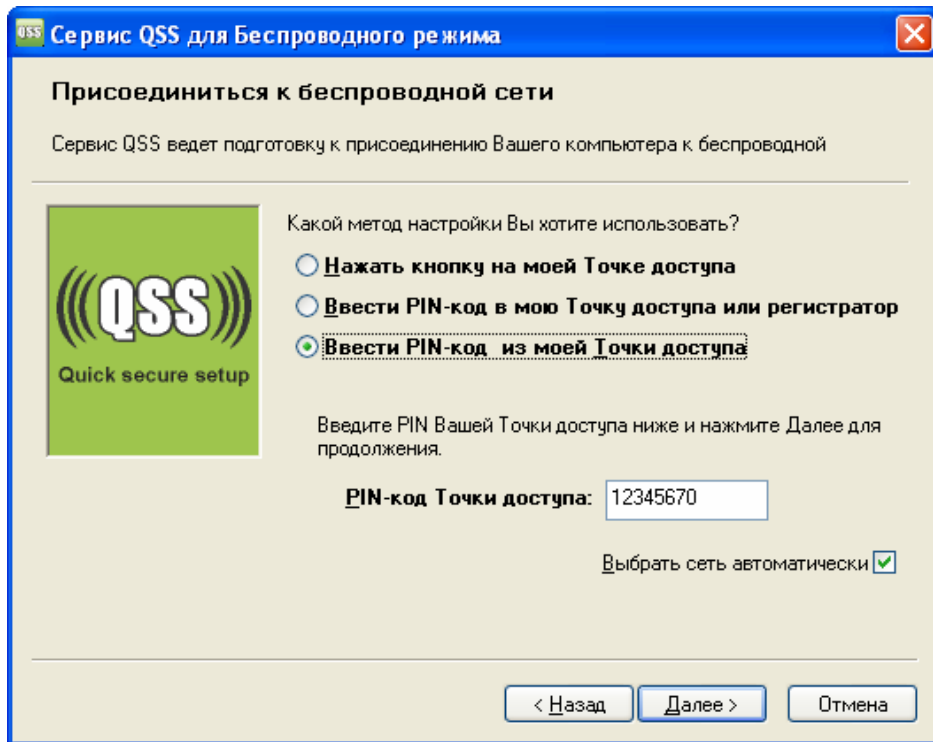 QSS Сервис QSS для Беспроводного режима
Присоединиться к беспроводной сети
Сервис QSS ведет подготовку к присоединению Вашего компьютера к беспроводной
QSS
Quick secure setup
Какой метод настройки Вы хотите использовать?
Нажать кнопку на моей Точке доступа
Ввести PIN-код в мою Точку доступа или регистратор
Ввести PIN-код из моей Точки доступа
Введите PIN Вашей Точки доступа ниже и нажмите Далее для
продолжения.
PIN-код Точки доступа: 12345670
Выбрать сеть автоматически
< Назад Далее > Отмена